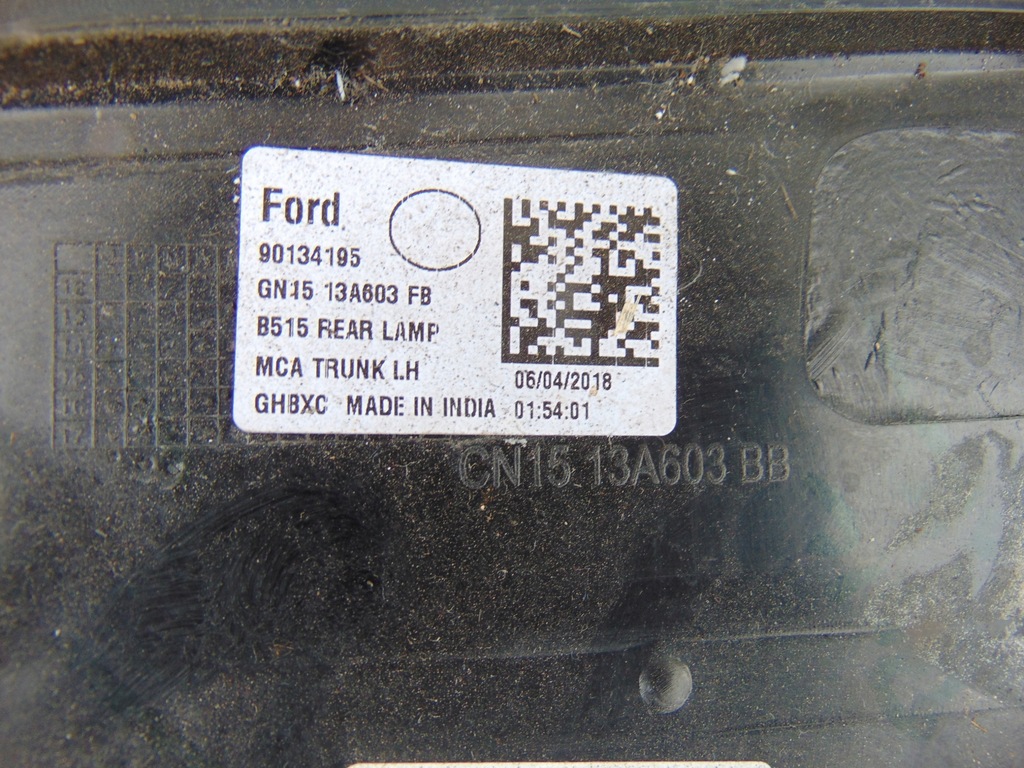 Ford
90134195
GN15 13A603 FB
B515 REAR LAMP
MCA TRUNK LH
06/04/2018
GHBXC MADE IN INDIA 01:54:01
CN15 13A603 BB